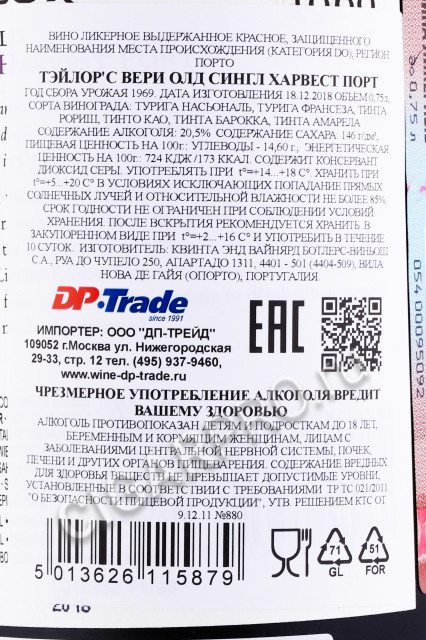 ВИНО ЛИКЕРНОЕ ВЫДЕРЖАННОЕ КРАСНОЕ, ЗАЩИЩЕННОГО
НАИМЕНОВАНИЯ МЕСТА ПРОИСХОЖДЕНИЯ (КАТЕГОРИЯ DO), РЕГИОН
ПОРТО
ТЭЙЛОР'С ВЕРИ ОЛД СИНГЛ ХАРВЕСТ ПОРТ
ГОД СБОРА УРОЖАЯ 1969. ДАТА ИЗГОТОВЛЕНИЯ 18.12.2018 ОБЪЕМ 0,75л.
СОРТА ВИНОГРАДА: ТУРИГА НАСЬОНАЛЬ, ТУРИГА ФРАНСЕЗА, ТИНТА
РОРИШ, ТИНТО КАО, ТИНТА БАРОККА, ТИНТА АМАРЕЛА
СОДЕРЖАНИЕ АЛКОГОЛЯ: 20,5% СОДЕРЖАНИЕ САХАРА: 146 г/дм³,
ПИЩЕВАЯ ЦЕННОСТЬ НА 100г.: УГЛЕВОДЫ - 14,60 г., ЭНЕРГЕТИЧЕСКАЯ
ЦЕННОСТЬ НА 100г.: 724 КДЖ /173 ККАЛ. СОДЕРЖИТ КОНСЕРВАНТ
ДИОКСИД СЕРЫ. УПОТРЕБЛЯТЬ ПРИ t°=+14...+18 С°. ХРАНИТЬ ПРИ
t°=+5...+20 С° В УСЛОВИЯХ ИСКЛЮЧАЮЩИХ ПОПАДАНИЕ ПРЯМЫХ
СОЛНЕЧНЫХ ЛУЧЕЙ И ОТНОСИТЕЛЬНОЙ ВЛАЖНОСТИ НЕ БОЛЕЕ 85%.
СРОК ГОДНОСТИ НЕ ОГРАНИЧЕН ПРИ СОБЛЮДЕНИИ УСЛОВИЙ
ХРАНЕНИЯ. ПОСЛЕ ВСКРЫТИЯ РЕКОМЕНДУЕТСЯ ХРАНИТЬ В
ЗАКУПОРЕННОМ ВИДЕ ПРИ t°=+2...+16 С° И УПОТРЕБИТЬ В ТЕЧЕНИЕ
10 СУТОК. ИЗГОТОВИТЕЛЬ: КВИНТА ЭНД ВАЙНЯРД БОТЛЕРС-ВИНЬОШ
С.А., РУА ДО ЧУПЕЛО 250, АПАРТАДО 1311, 4401 - 501 (4404-509), ВИЛА
НОВА ДЕ ГАЙЯ (ОПОРТО), ПОРТУГАЛИЯ.
DP-Trade
since 1991
ИМПОРТЕР: ООО "ДП-ТРЕЙД"
109052 г.Москва ул. Нижегородская
29-33, стр. 12 тел. (495) 937-9460,
www.wine-dp-trade.ru
EAC
ЧРЕЗМЕРНОЕ УПОТРЕБЛЕНИЕ АЛКОГОЛЯ ВРЕДИТ
ВАШЕМУ ЗДОРОВЬЮ
АЛКОГОЛЬ ПРОТИВОПОКАЗАН ДЕТЯМ И ПОДРОСТКАМ ДО 18 ЛЕТ,
БЕРЕМЕННЫМ И КОРМЯЩИМ ЖЕНЩИНАМ, ЛИЦАМ С
ЗАБОЛЕВАНИЯМИ ЦЕНТРАЛЬНОЙ НЕРВНОЙ СИСТЕМЫ, ПОЧЕК,
ПЕЧЕНИ И ДРУГИХ ОРГАНОВ ПИЩЕВАРЕНИЯ. СОДЕРЖАНИЕ ВРЕДНЫХ
ДЛЯ ЗДОРОВЬЯ ВЕЩЕСТВ НЕ ПРЕВЫШАЕТ ДОПУСТИМЫЕ УРОВНИ,
УСТАНОВЛЕННЫЕ В СООТВЕТСТВИИ С ТРЕБОВАНИЯМИ ТР ТС 021/2011
"О БЕЗОПАСНОСТИ ПИЩЕВОЙ ПРОДУКЦИИ", УТВ. РЕШЕНИЕМ КТС ОТ
9.12.11 №880
5 013626 115879
71
GL
51
FOR
0,75 л
054 00095092
2018